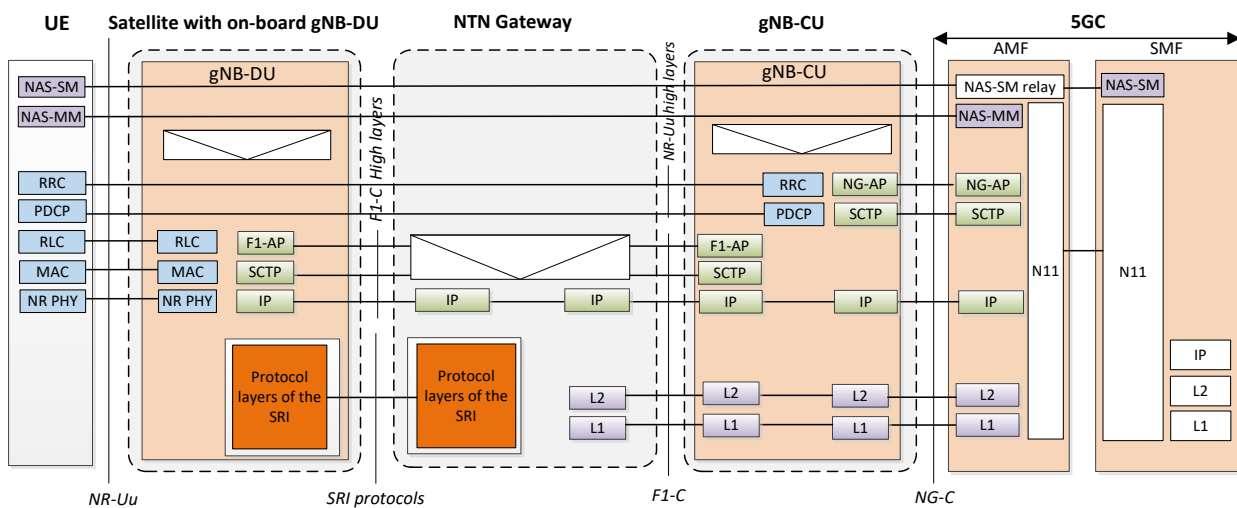 UE
Satellite with on-board gNB-DU
NTN Gateway
gNB-CU
5GC
AMF
SMF
gNB-DU
gNB-CU
NAS-SM
NAS-SM relay
NAS-SM
NAS-MM
NAS-MM
F1-C High layers
NR-Uu high layers
RRC
RRC
NG-AP
NG-AP
PDCP
PDCP
SCTP
SCTP
RLC
RLC
F1-AP
F1-AP
MAC
MAC
SCTP
SCTP
N11
N11
NR PHY
NR PHY
IP
IP
IP
IP
IP
IP
IP
Protocol
layers of the
SRI
Protocol
layers of the
SRI
L2
L2
L2
L2
L2
L1
L1
L1
L1
L1
NR-Uu
SRI protocols
F1-C
NG-C